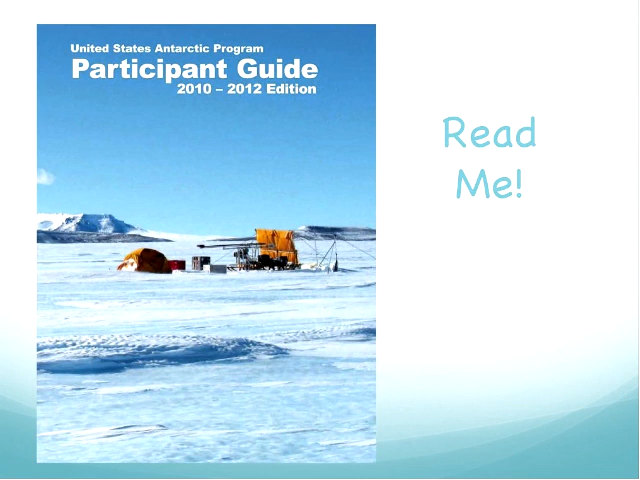 United States Antarctic Program
Participant Guide
2010 – 2012 Edition
Read
Me!